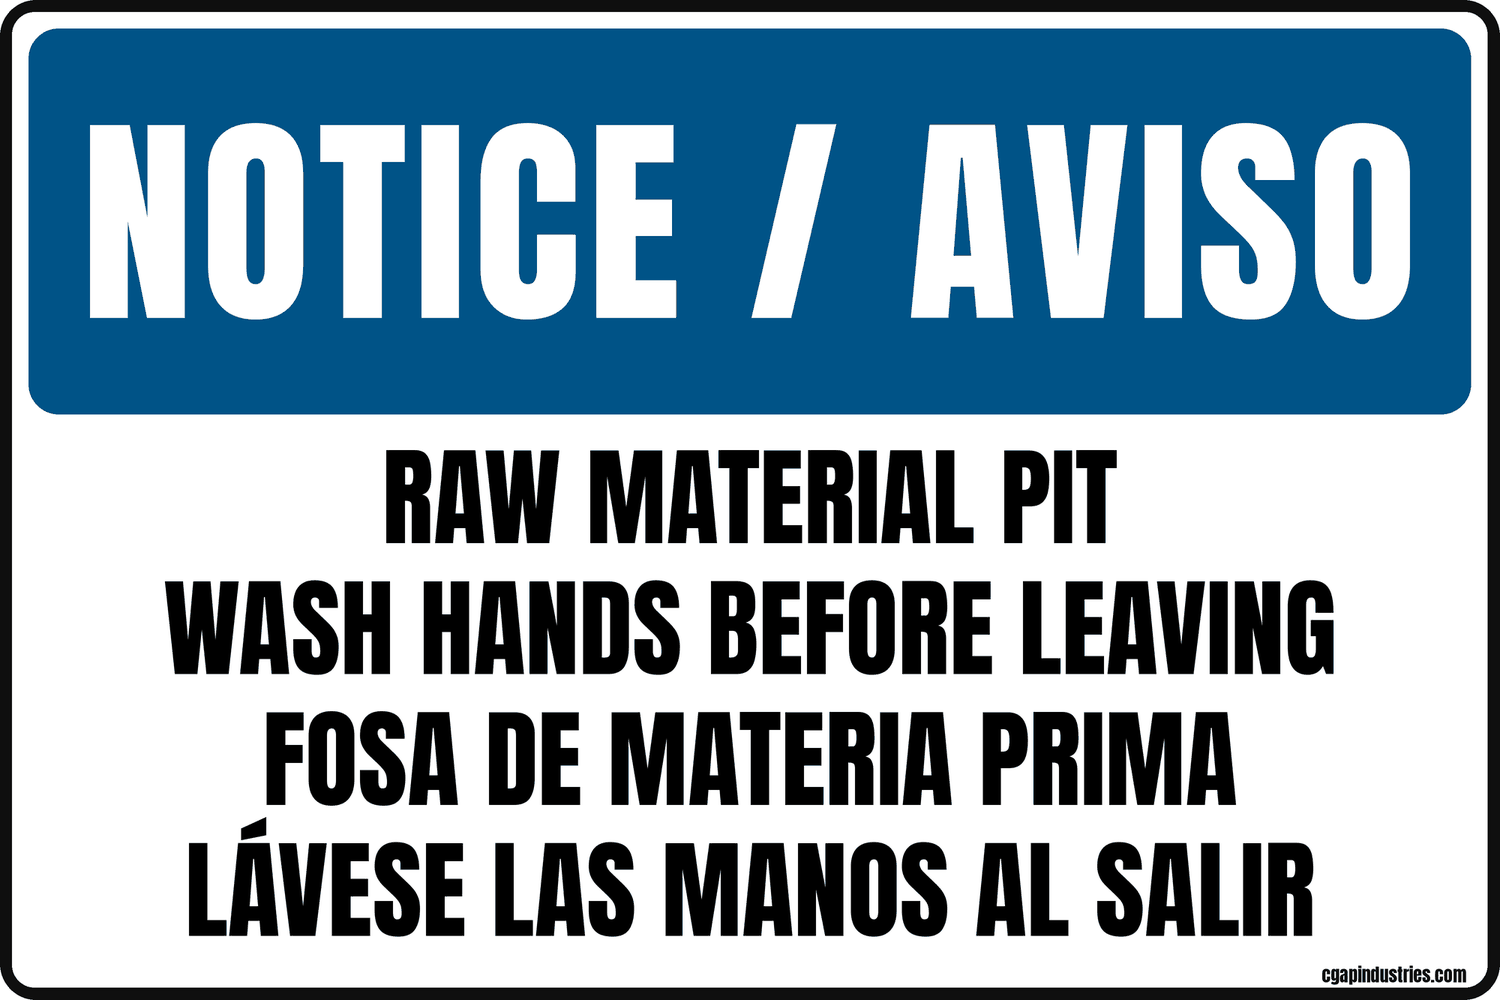 NOTICE / AVISO
RAW MATERIAL PIT
WASH HANDS BEFORE LEAVING
FOSA DE MATERIA PRIMA
LÁVESE LAS MANOS AL SALIR
cgapindustries.com